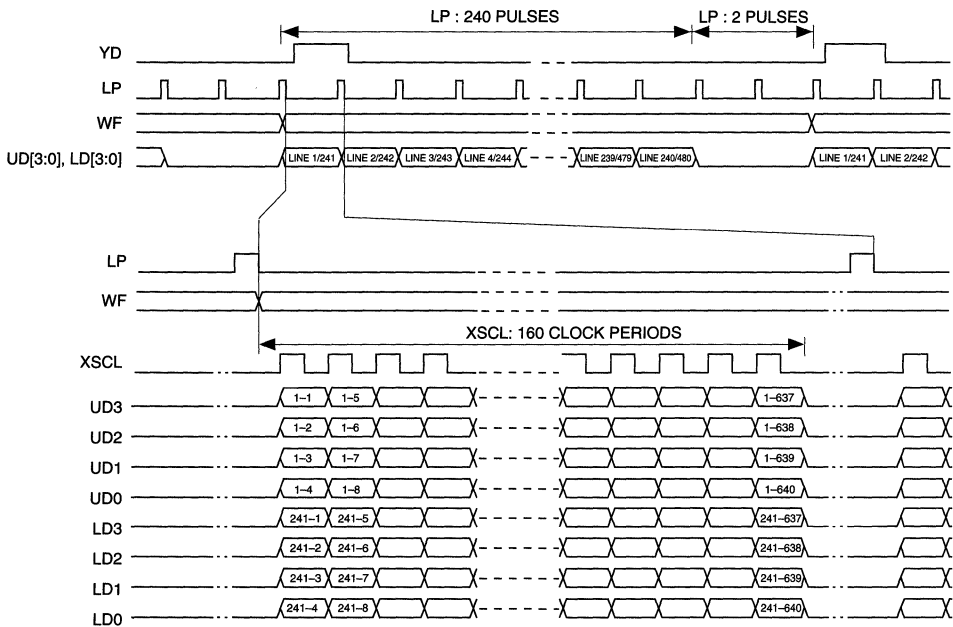 LP : 240 PULSES LP : 2 PULSES
YD
LP
WF
UD[3:0], LD[3:0] LINE 1/241 LINE 2/242 LINE 3/243 LINE 4/244 LINE 239/479 LINE 240/480 LINE 1/241 LINE 2/242
LP
WF
XSCL: 160 CLOCK PERIODS
XSCL
UD3 1–1 1–5 1–637
UD2 1–2 1–6 1–638
UD1 1–3 1–7 1–639
UD0 1–4 1–8 1–640
LD3 241–1 241–5 241–637
LD2 241–2 241–6 241–638
LD1 241–3 241–7 241–639
LD0 241–4 241–8 241–640